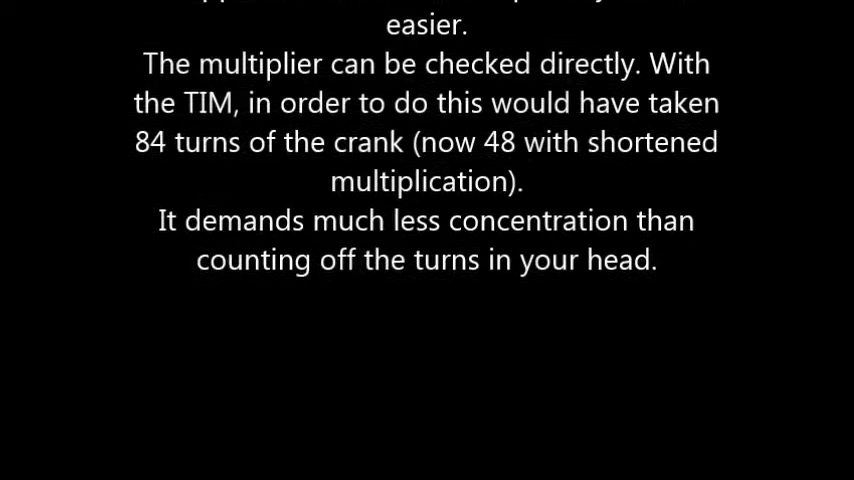 easier.
The multiplier can be checked directly. With
the TIM, in order to do this would have taken
84 turns of the crank (now 48 with shortened
multiplication).
It demands much less concentration than
counting off the turns in your head.